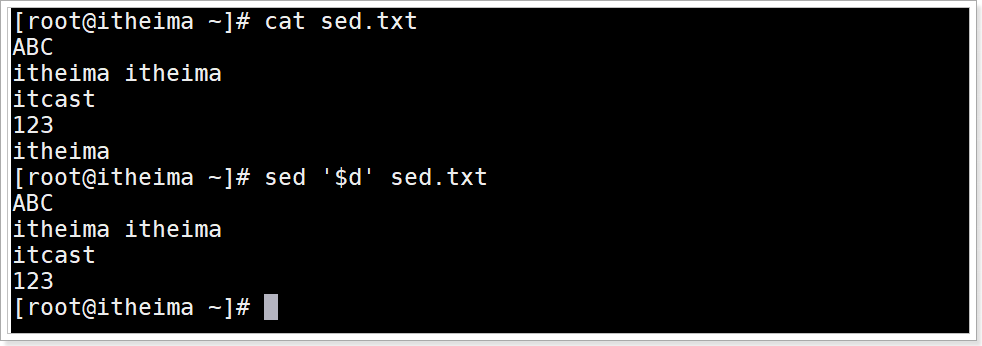 [root@itheima ~]# cat sed.txt
ABC
itheima itheima
itcast
123
itheima
[root@itheima ~]# sed '$d' sed.txt
ABC
itheima itheima
itcast
123
[root@itheima ~]#